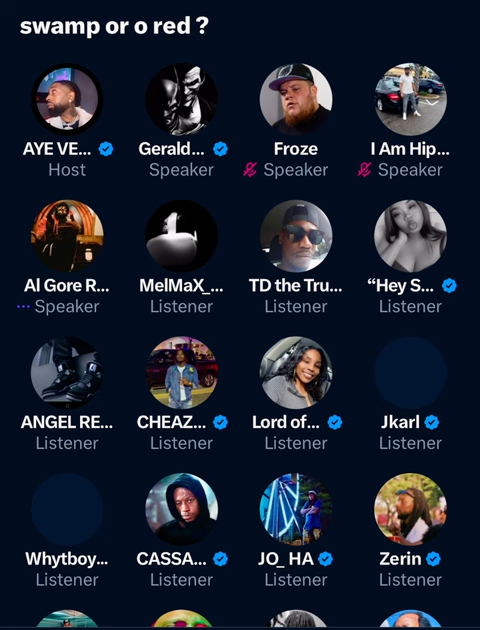 swamp or o red ?
AYE VE... Gerald... Froze I Am Hip...
Host Speaker Speaker Speaker
Al Gore R... MelMaX_... TD the Tru... “Hey S...
Speaker Listener Listener Listener
ANGEL RE... CHEAZ... Lord of... Jkarl
Listener Listener Listener Listener
Whytboy... CASSA... JO_ HA Zerin
Listener Listener Listener Listener